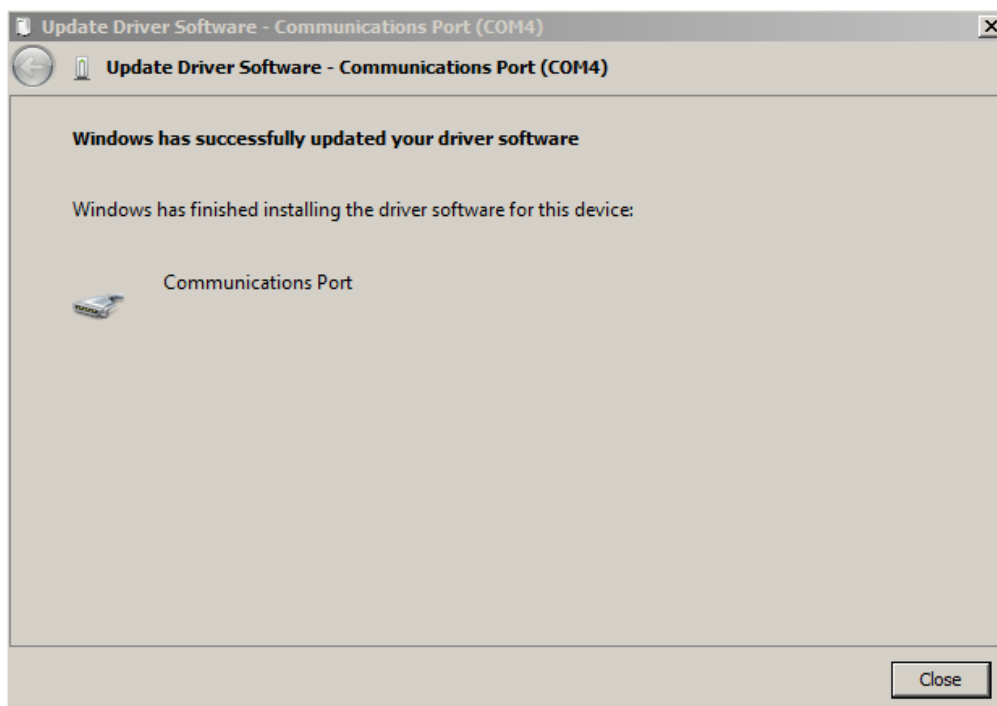 Update Driver Software - Communications Port (COM4)
Update Driver Software - Communications Port (COM4)
Windows has successfully updated your driver software
Windows has finished installing the driver software for this device:
Communications Port
Close